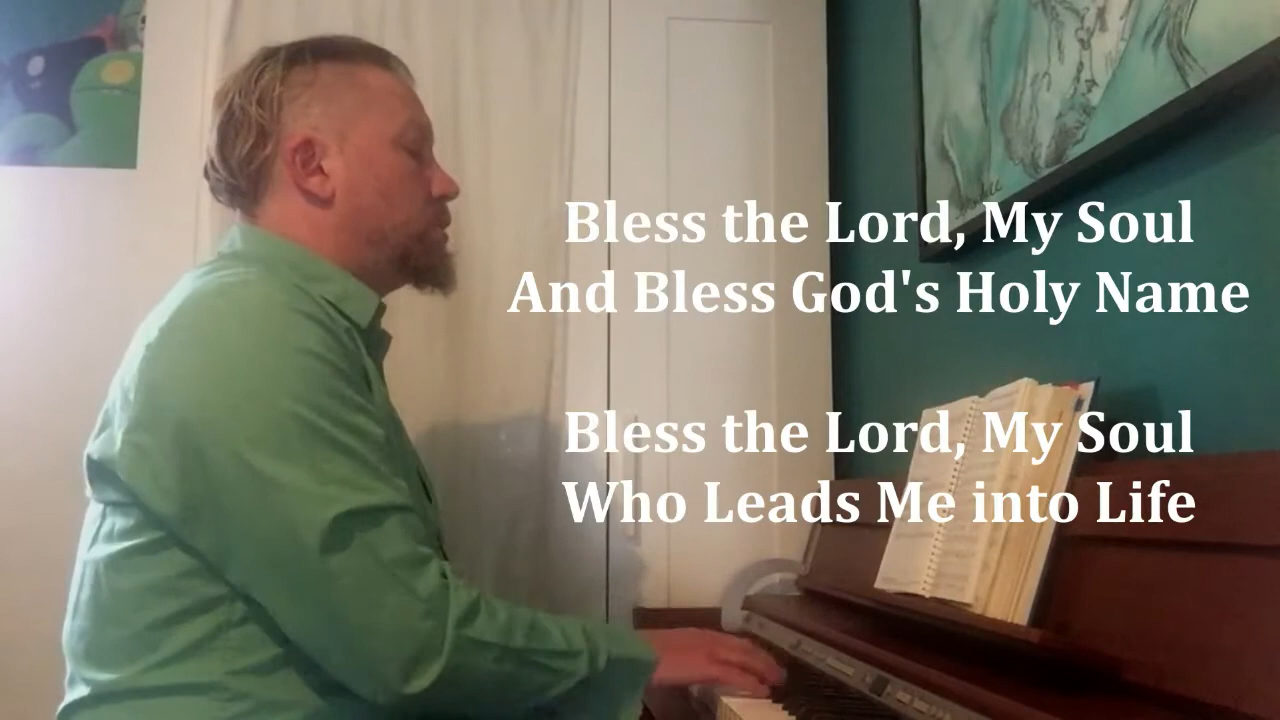 Bless the Lord, My Soul
And Bless God's Holy Name
Bless the Lord, My Soul
Who Leads Me into Life